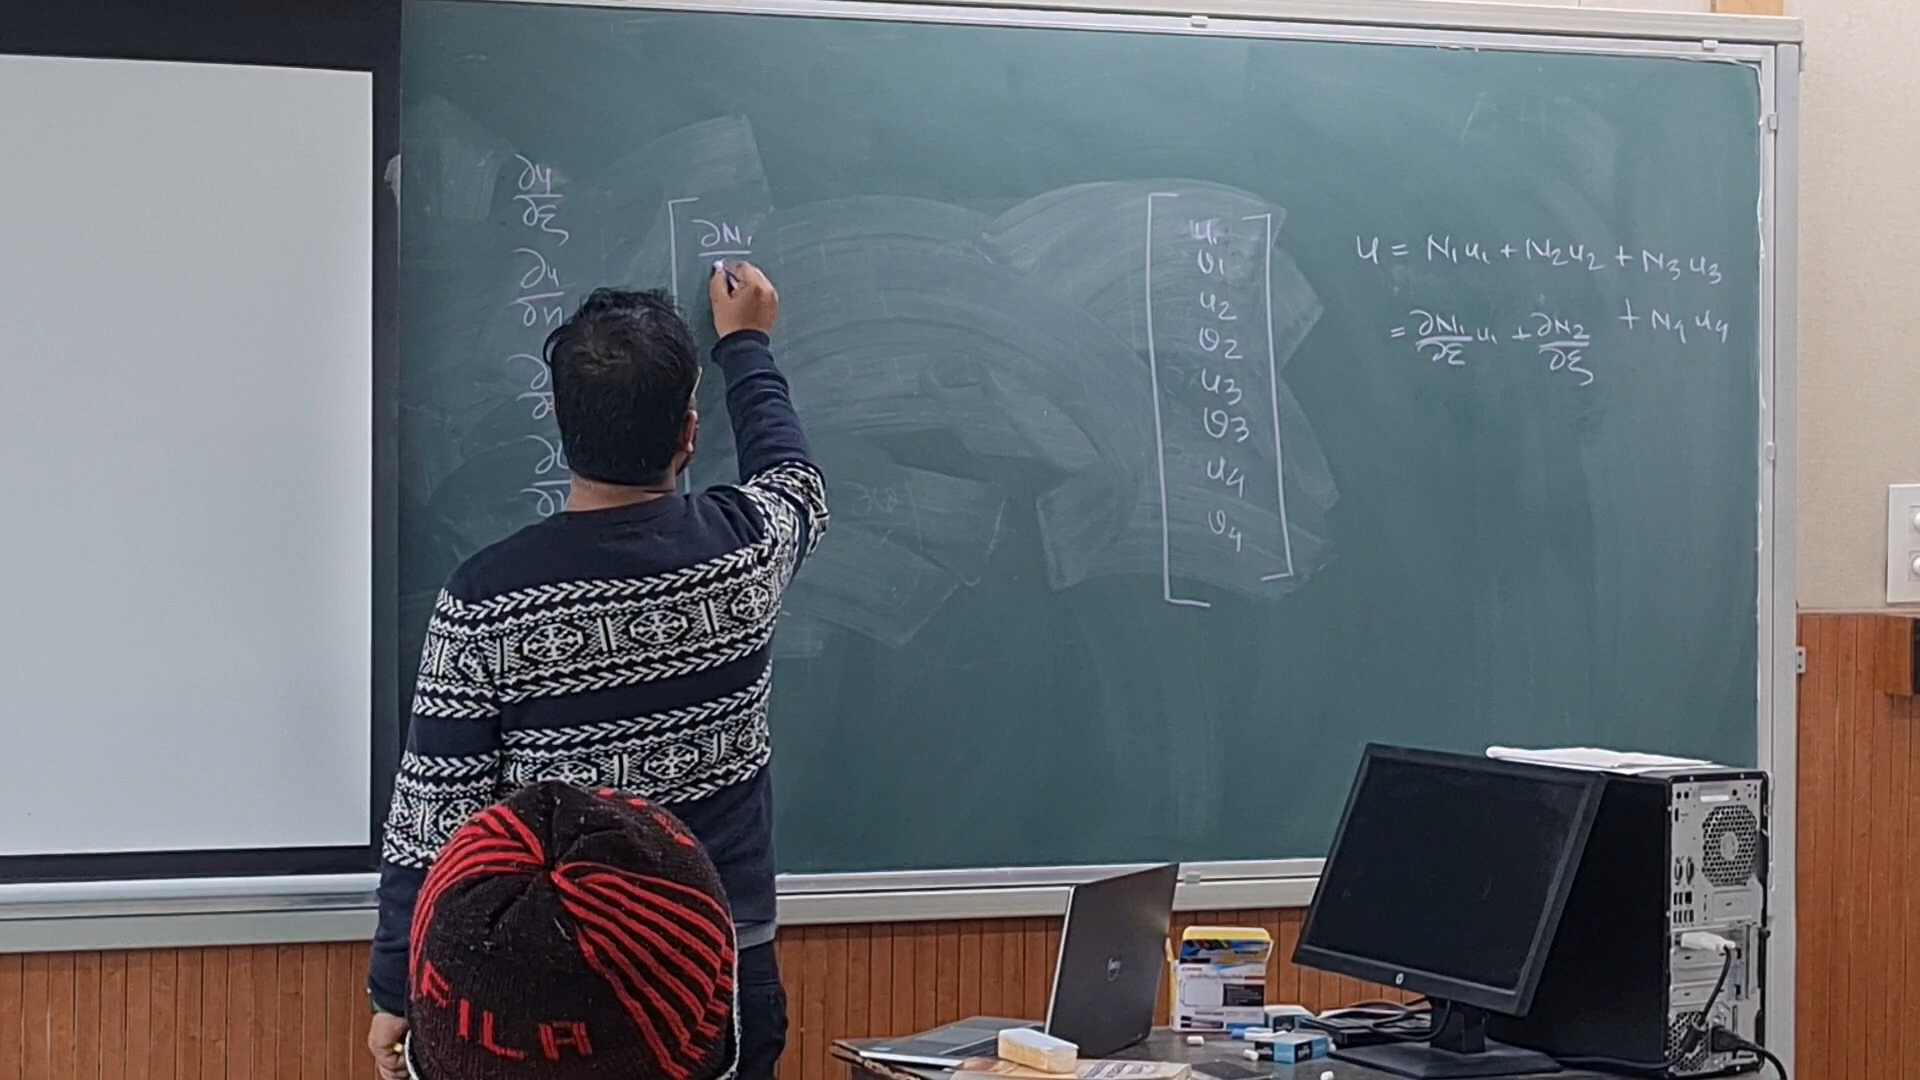 ∂u/∂ξ
∂u/∂η
∂N₁
u₁
v₁
u₂
v₂
u₃
v₃
u₄
v₄
u = N₁u₁ + N₂u₂ + N₃u₃
+ N₄u₄
= ∂N₁/∂ξ u₁ + ∂N₂/∂ξ
FILA